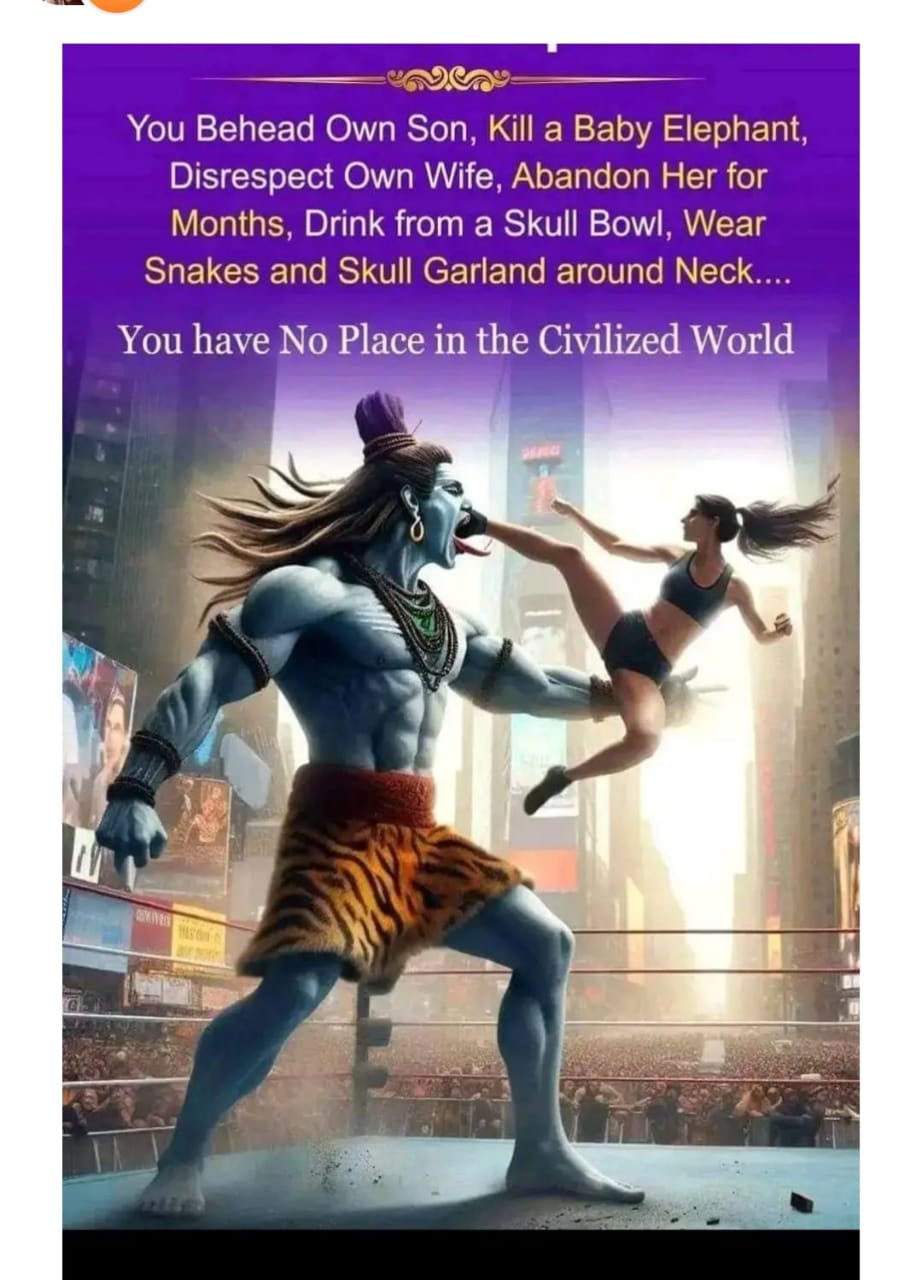 You Behead Own Son, Kill a Baby Elephant,
Disrespect Own Wife, Abandon Her for
Months, Drink from a Skull Bowl, Wear
Snakes and Skull Garland around Neck....
You have No Place in the Civilized World